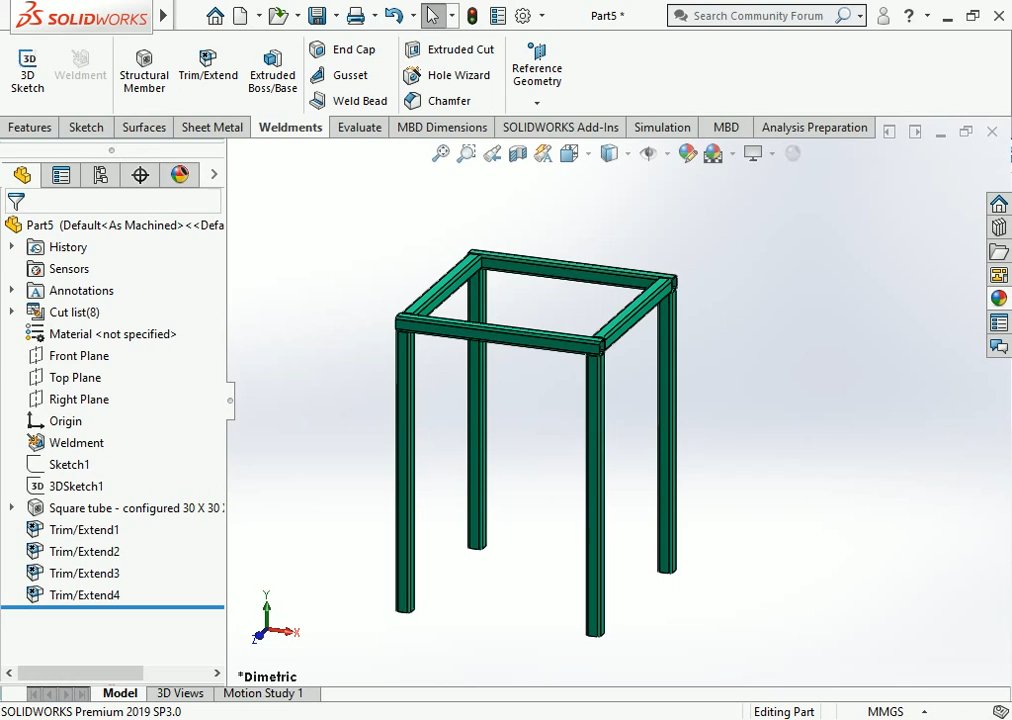 SOLIDWORKS
Part5 *
Search Community Forum
?
3D
3D
Sketch
Weldment
Structural
Member
Trim/Extend
Extruded
Boss/Base
End Cap
Gusset
Weld Bead
Extruded Cut
Hole Wizard
Chamfer
Reference
Geometry
Features
Sketch
Surfaces
Sheet Metal
Weldments
Evaluate
MBD Dimensions
SOLIDWORKS Add-Ins
Simulation
MBD
Analysis Preparation
Part5 (Default<As Machined><<Defa
History
Sensors
A Annotations
Cut list(8)
Material <not specified>
Front Plane
Top Plane
Right Plane
Origin
Weldment
Sketch1
3D 3DSketch1
Square tube - configured 30 X 30
Trim/Extend1
Trim/Extend2
Trim/Extend3
Trim/Extend4
Y
X
Z
*Dimetric
Model
3D Views
Motion Study 1
SOLIDWORKS Premium 2019 SP3.0
Editing Part
MMGS